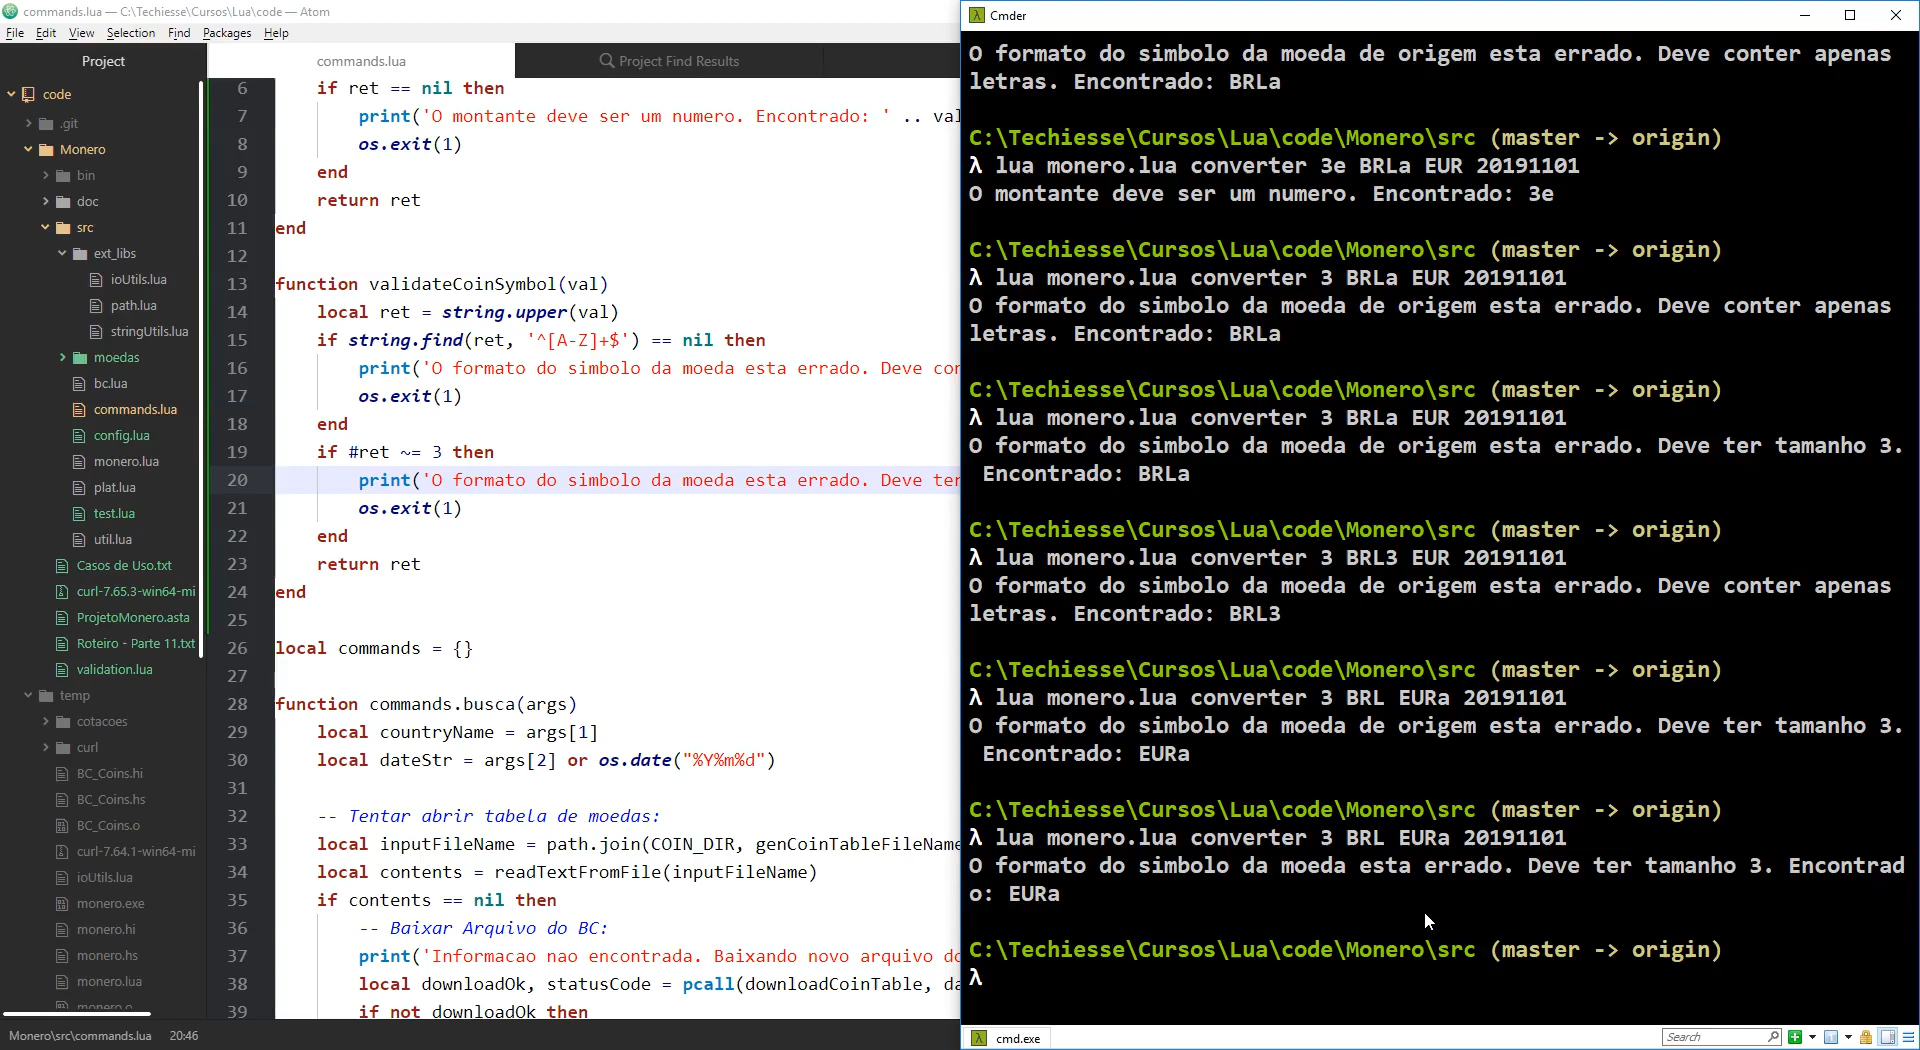 commands.lua — C:\Techiesse\Cursos\Lua\code — Atom
File Edit View Selection Find Packages Help
Project
code
.git
Monero
bin
doc
src
ext_libs
ioUtils.lua
path.lua
stringUtils.lua
moedas
bc.lua
commands.lua
config.lua
monero.lua
plat.lua
test.lua
util.lua
Casos de Uso.txt
curl-7.65.3-win64-mi
ProjetoMonero.asta
Roteiro - Parte 11.txt
validation.lua
temp
cotacoes
curl
BC_Coins.hi
BC_Coins.hs
BC_Coins.o
curl-7.64.1-win64-mi
ioUtils.lua
monero.exe
monero.hi
monero.hs
monero.lua
monero.o
commands.lua
Project Find Results
6 if ret == nil then
7 print('O montante deve ser um numero. Encontrado: ' .. val
8 os.exit(1)
9 end
10 return ret
11 end
12
13 function validateCoinSymbol(val)
14 local ret = string.upper(val)
15 if string.find(ret, '^[A-Z]+$') == nil then
16 print('O formato do simbolo da moeda esta errado. Deve con
17 os.exit(1)
18 end
19 if #ret ~= 3 then
20 print('O formato do simbolo da moeda esta errado. Deve ter
21 os.exit(1)
22 end
23 return ret
24 end
25
26 local commands = {}
27
28 function commands.busca(args)
29 local countryName = args[1]
30 local dateStr = args[2] or os.date("%Y%m%d")
31
32 -- Tentar abrir tabela de moedas:
33 local inputFileName = path.join(COIN_DIR, genCoinTableFileName
34 local contents = readTextFromFile(inputFileName)
35 if contents == nil then
36 -- Baixar Arquivo do BC:
37 print('Informacao nao encontrada. Baixando novo arquivo do
38 local downloadOk, statusCode = pcall(downloadCoinTable, da
39 if not downloadOk then
Monero\src\commands.lua 20:46
λ Cmder
O formato do simbolo da moeda de origem esta errado. Deve conter apenas
letras. Encontrado: BRLa
C:\Techiesse\Cursos\Lua\code\Monero\src (master -> origin)
λ lua monero.lua converter 3e BRLa EUR 20191101
O montante deve ser um numero. Encontrado: 3e
C:\Techiesse\Cursos\Lua\code\Monero\src (master -> origin)
λ lua monero.lua converter 3 BRLa EUR 20191101
O formato do simbolo da moeda de origem esta errado. Deve conter apenas
letras. Encontrado: BRLa
C:\Techiesse\Cursos\Lua\code\Monero\src (master -> origin)
λ lua monero.lua converter 3 BRLa EUR 20191101
O formato do simbolo da moeda de origem esta errado. Deve ter tamanho 3.
Encontrado: BRLa
C:\Techiesse\Cursos\Lua\code\Monero\src (master -> origin)
λ lua monero.lua converter 3 BRL3 EUR 20191101
O formato do simbolo da moeda de origem esta errado. Deve conter apenas
letras. Encontrado: BRL3
C:\Techiesse\Cursos\Lua\code\Monero\src (master -> origin)
λ lua monero.lua converter 3 BRL EURa 20191101
O formato do simbolo da moeda de origem esta errado. Deve ter tamanho 3.
Encontrado: EURa
C:\Techiesse\Cursos\Lua\code\Monero\src (master -> origin)
λ lua monero.lua converter 3 BRL EURa 20191101
O formato do simbolo da moeda esta errado. Deve ter tamanho 3. Encontrad
o: EURa
C:\Techiesse\Cursos\Lua\code\Monero\src (master -> origin)
λ
λ cmd.exe
Search